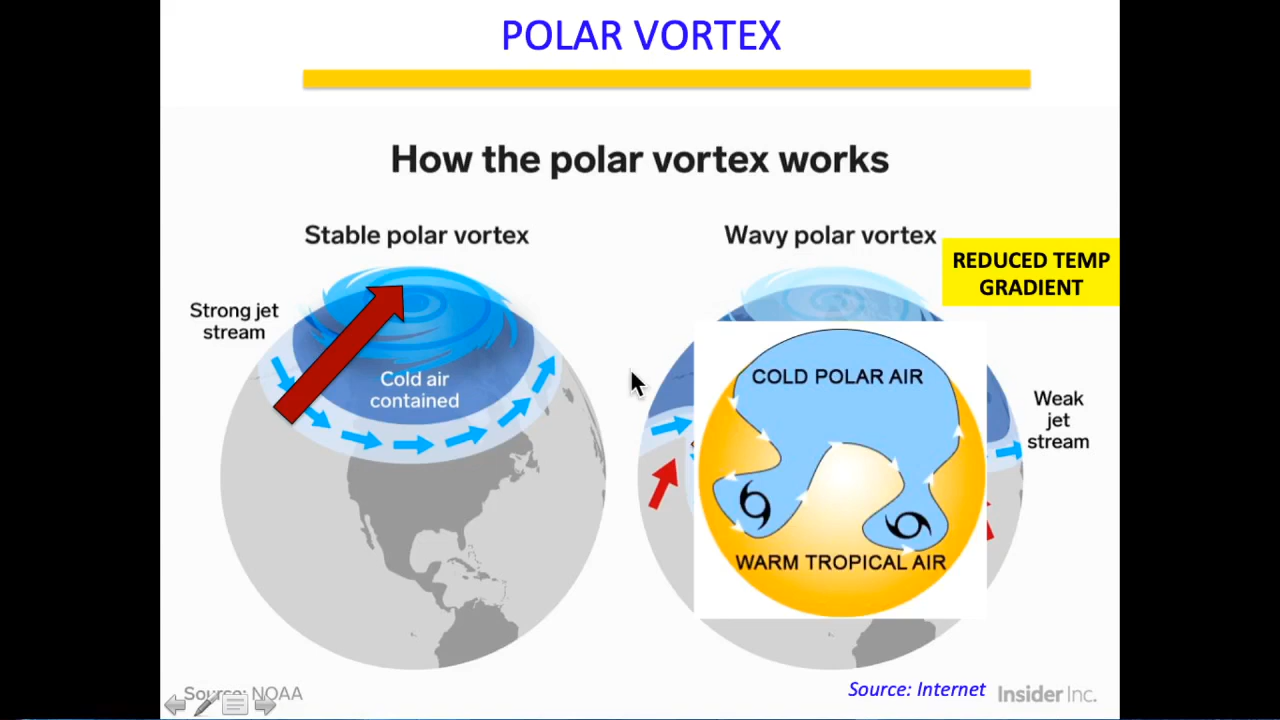 POLAR VORTEX
How the polar vortex works
Stable polar vortex
Wavy polar vortex
REDUCED TEMP
GRADIENT
Strong jet
stream
Cold air
contained
COLD POLAR AIR
WARM TROPICAL AIR
Weak
jet
stream
Source: NOAA
Source: Internet
Insider Inc.